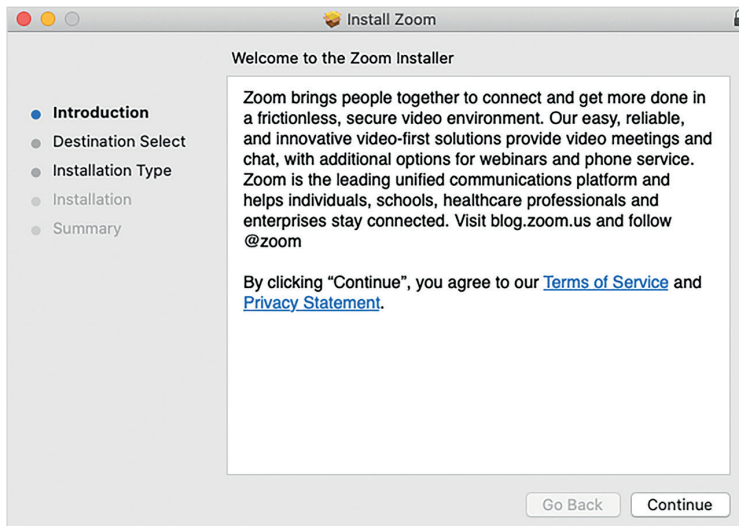 Install Zoom
Welcome to the Zoom Installer
Introduction
Destination Select
Installation Type
Installation
Summary
Zoom brings people together to connect and get more done in
a frictionless, secure video environment. Our easy, reliable,
and innovative video-first solutions provide video meetings and
chat, with additional options for webinars and phone service.
Zoom is the leading unified communications platform and
helps individuals, schools, healthcare professionals and
enterprises stay connected. Visit blog.zoom.us and follow
@zoom
By clicking “Continue”, you agree to our Terms of Service and
Privacy Statement.
Go Back
Continue